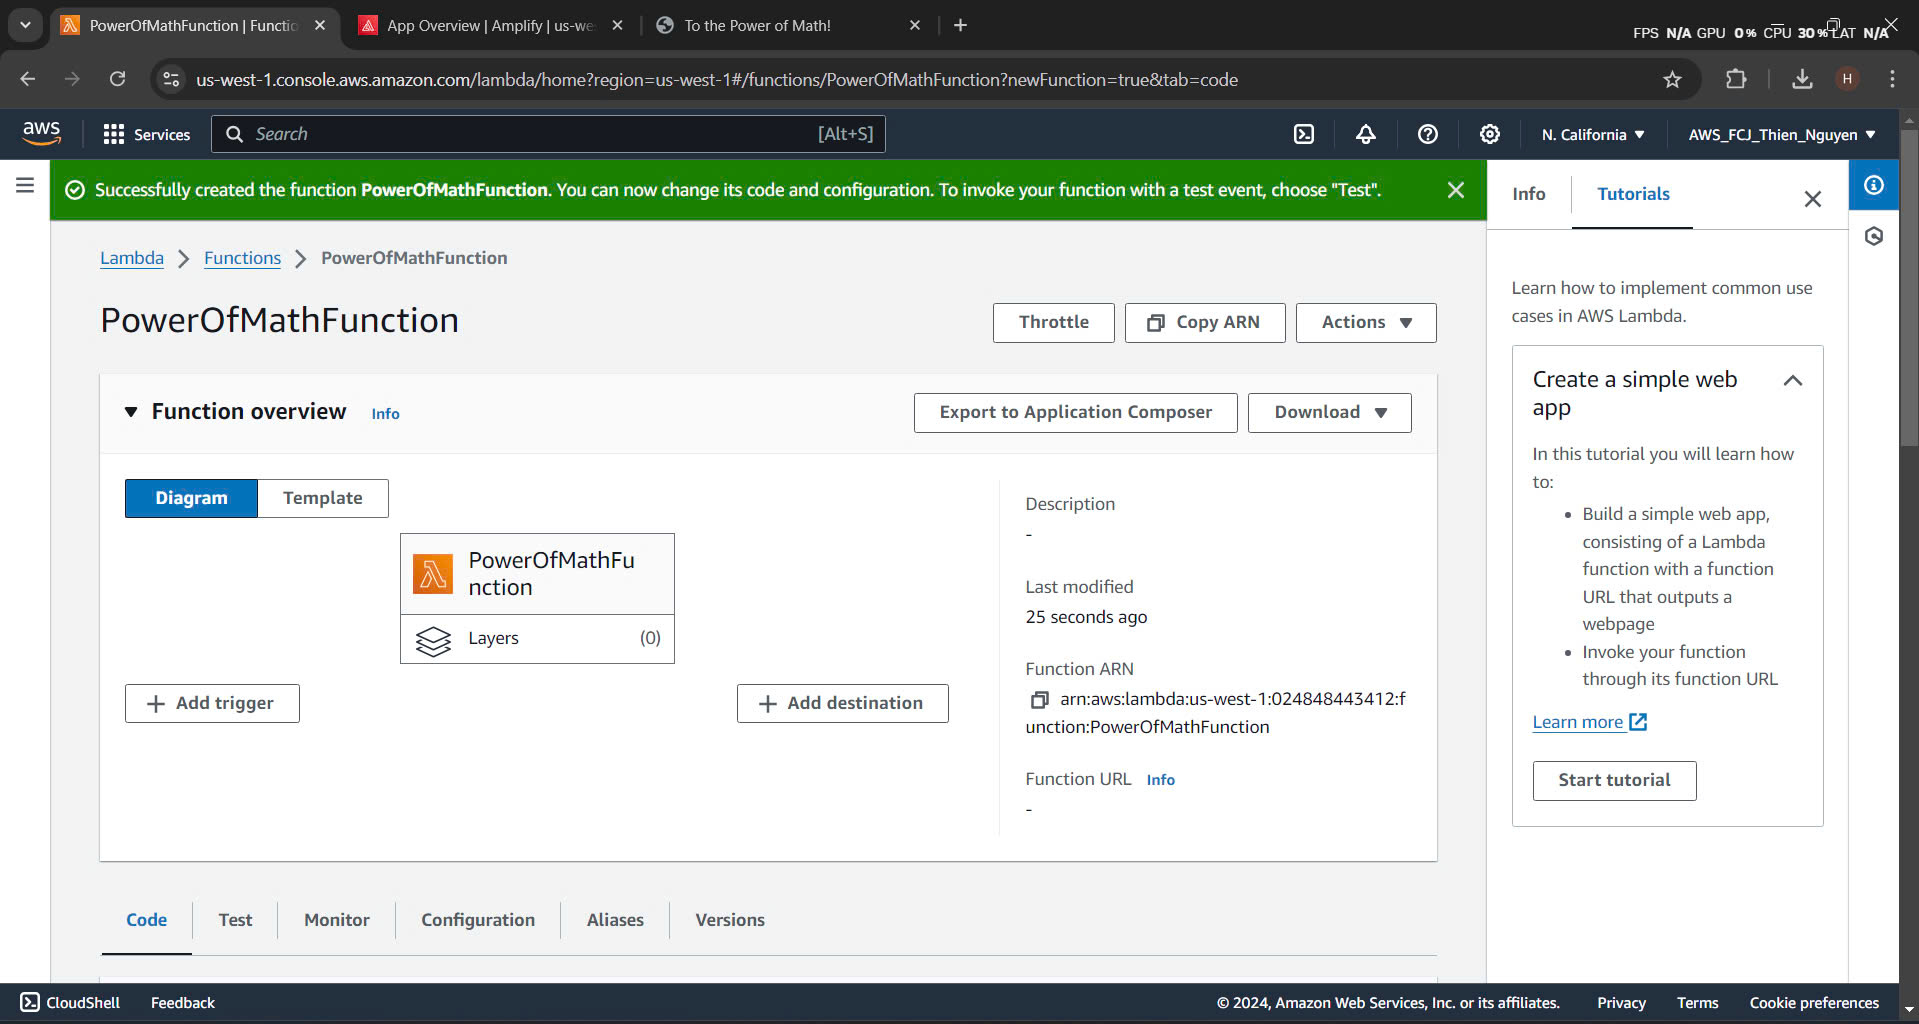 PowerOfMathFunction | Functio
App Overview | Amplify | us-we
To the Power of Math!
FPS N/A GPU 0% CPU 30% LAT N/A
us-west-1.console.aws.amazon.com/lambda/home?region=us-west-1#/functions/PowerOfMathFunction?newFunction=true&tab=code
H
aws
Services
Search
[Alt+S]
N. California
AWS_FCJ_Thien_Nguyen
Successfully created the function PowerOfMathFunction. You can now change its code and configuration. To invoke your function with a test event, choose "Test".
Lambda
Functions
PowerOfMathFunction
PowerOfMathFunction
Throttle
Copy ARN
Actions
Function overview
Info
Export to Application Composer
Download
Diagram
Template
PowerOfMathFu
nction
Layers
(0)
Add trigger
Add destination
Description
-
Last modified
25 seconds ago
Function ARN
arn:aws:lambda:us-west-1:024848443412:f
unction:PowerOfMathFunction
Function URL Info
-
Code
Test
Monitor
Configuration
Aliases
Versions
Info
Tutorials
Learn how to implement common use
cases in AWS Lambda.
Create a simple web
app
In this tutorial you will learn how
to:
• Build a simple web app,
consisting of a Lambda
function with a function
URL that outputs a
webpage
• Invoke your function
through its function URL
Learn more
Start tutorial
CloudShell
Feedback
© 2024, Amazon Web Services, Inc. or its affiliates.
Privacy
Terms
Cookie preferences